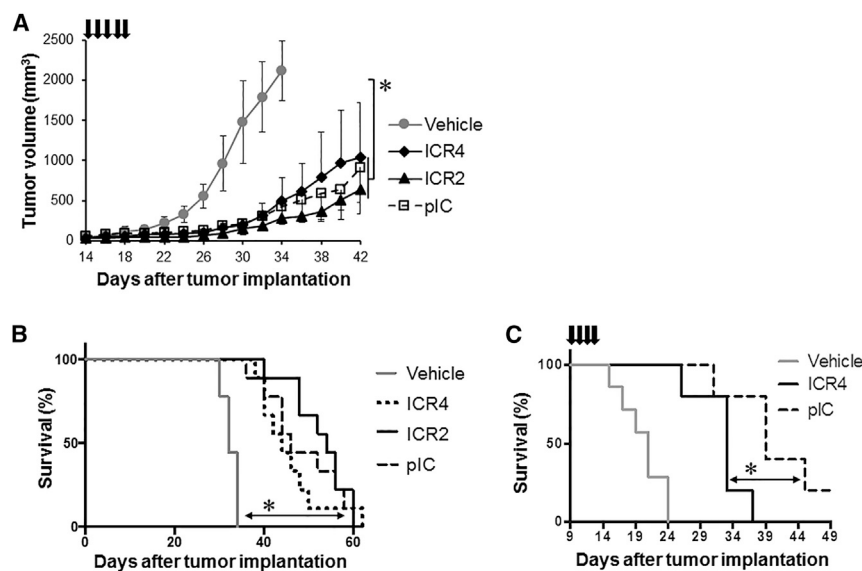 A
Tumor volume (mm³)
2500
2000
1500
1000
500
0
14 18 22 26 30 34 38 42
Days after tumor implantation
*
Vehicle
ICR4
ICR2
pIC
B
Survival (%)
100
50
0
0 20 40 60
Days after tumor implantation
*
Vehicle
ICR4
ICR2
pIC
C
Survival (%)
100
50
0
9 14 19 24 29 34 39 44 49
Days after tumor implantation
*
Vehicle
ICR4
pIC